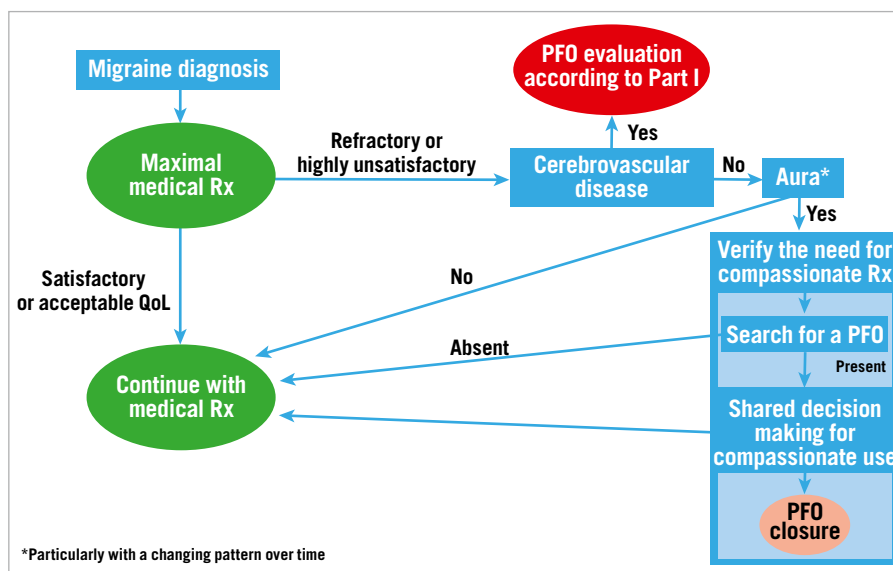 PFO evaluation
according to Part I
Migraine diagnosis
Yes
Refractory or
highly unsatisfactory
Maximal
medical Rx
Cerebrovascular
disease
No
Aura*
Yes
Verify the need for
compassionate Rx
Satisfactory
or acceptable QoL
No
Search for a PFO
Absent
Present
Continue with
medical Rx
Shared decision
making for
compassionate use
PFO
closure
*Particularly with a changing pattern over time